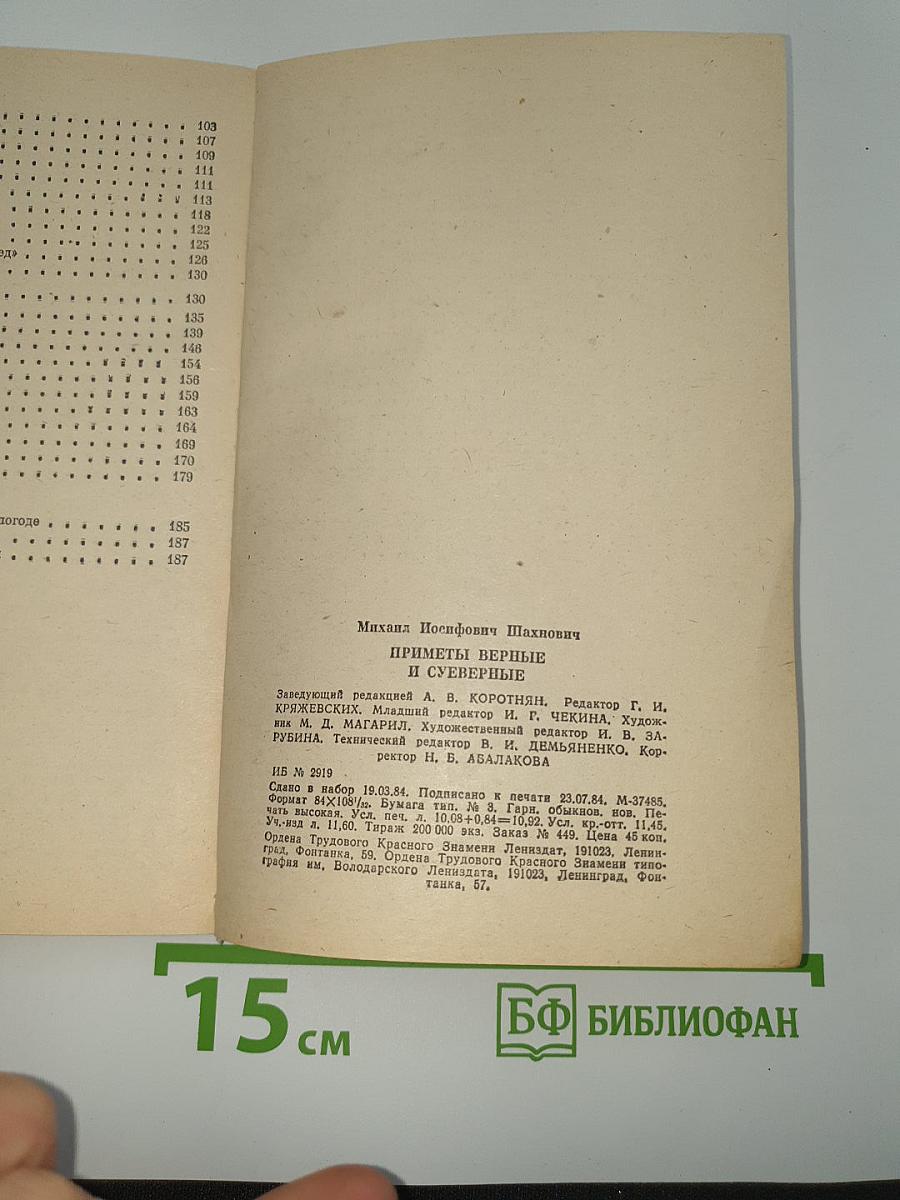 103
107
109
111
111
113
118
122
125
ед» . . . . . . . . . . . 126
130
130
135
139
146
154
156
159
163
164
169
170
179
погоде . . . . . . . 185
187
187
Михаил Иосифович Шахнович
ПРИМЕТЫ ВЕРНЫЕ
И СУЕВЕРНЫЕ
Заведующий редакцией А. В. КОРОТНЯН. Редактор Г. И.
КРЯЖЕВСКИХ. Младший редактор И. Г. ЧЕКИНА. Худож-
ник М. Д. МАГАРИЛ. Художественный редактор И. В. ЗА-
РУБИНА. Технический редактор В. И. ДЕМЬЯНЕНКО. Кор-
ректор Н. Б. АБАЛАКОВА
ИБ № 2919
Сдано в набор 19.03.84. Подписано к печати 23.07.84. М-37485.
Формат 84×108¹/₃₂. Бумага тип. № 3. Гарн. обыкнов. нов. Пе-
чать высокая. Усл. печ. л. 10,08+0,84=10,92. Усл. кр.-отт. 11,45.
Уч.-изд л. 11,60. Тираж 200 000 экз. Заказ № 449. Цена 45 коп.
Ордена Трудового Красного Знамени Лениздат, 191023, Ленин-
град, Фонтанка, 59. Ордена Трудового Красного Знамени типо-
графия им. Володарского Лениздата, 191023, Ленинград, Фон-
танка, 57.
15 см
БФ БИБЛИОФАН